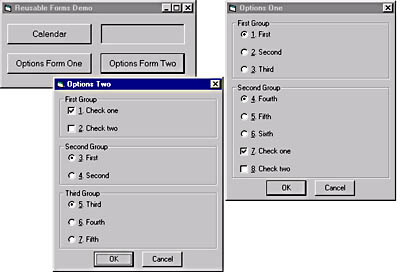 Reusable Forms Demo
Calendar
Options Form One
Options Form Two
Options One
First Group
1. First
2. Second
3. Third
Second Group
4. Fourth
5. Fifth
6. Sixth
7. Check one
8. Check two
OK
Cancel
Options Two
First Group
1. Check one
2. Check two
Second Group
3. First
4. Second
Third Group
5. Third
6. Fourth
7. Fifth
OK
Cancel